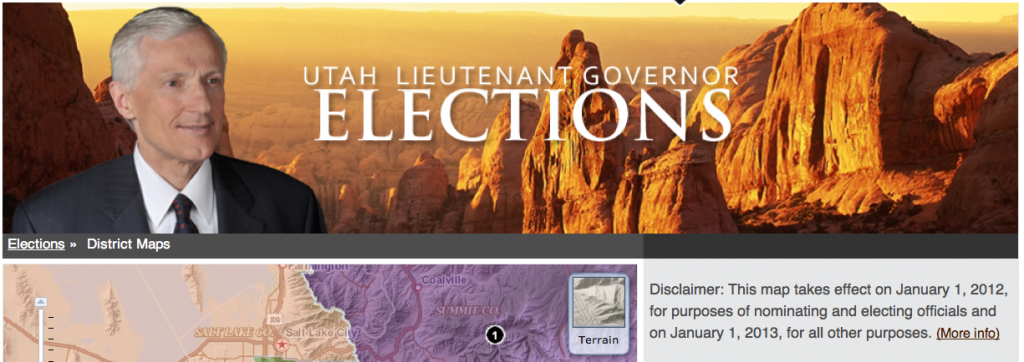 UTAH LIEUTENANT GOVERNOR
ELECTIONS
Elections » District Maps
Farmington
Coalville
SUMMIT CO.
89
SALT LAKE CO.
Salt Lake City
1
Terrain
Disclaimer: This map takes effect on January 1, 2012,
for purposes of nominating and electing officials and
on January 1, 2013, for all other purposes. (More info)